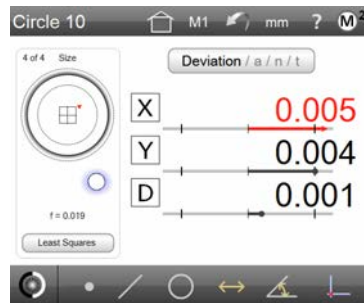 Circle 10 M1 mm ? M 2
4 of 4 Size
Deviation / a / n / t
X 0.005
Y 0.004
D 0.001
f = 0.019
Least Squares